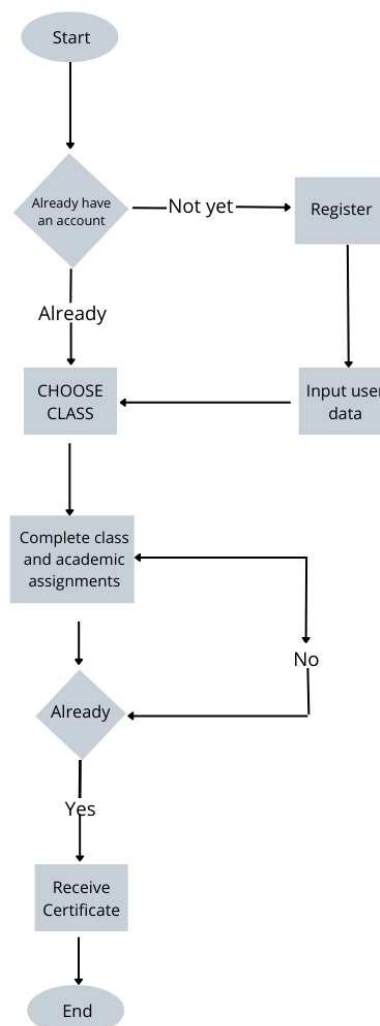 Start
Already have
an account
Not yet
Register
Already
CHOOSE
CLASS
Input user
data
Complete class
and academic
assignments
No
Already
Yes
Receive
Certificate
End